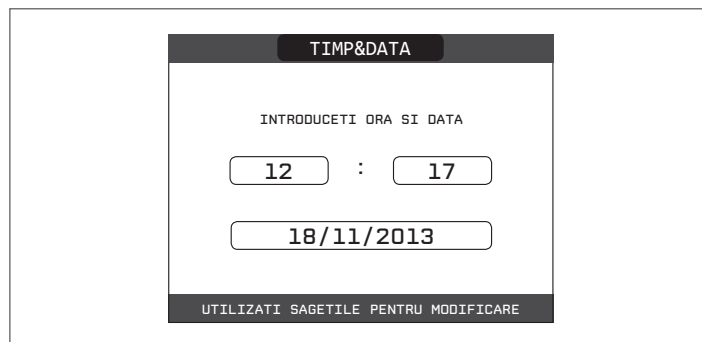 TIMP&DATA
INTRODUCETI ORA SI DATA
12 : 17
18/11/2013
UTILIZATI SAGETILE PENTRU MODIFICARE